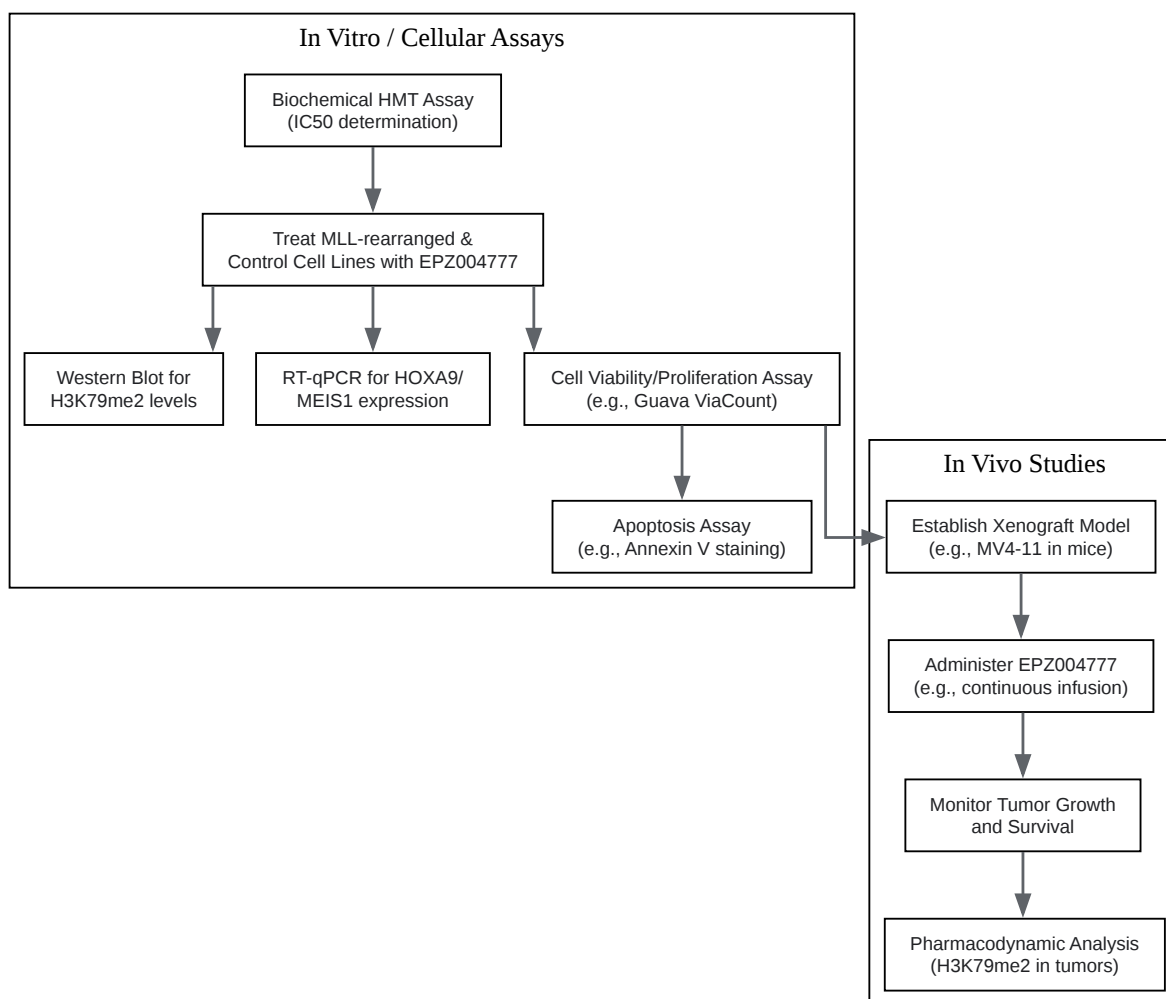 In Vitro / Cellular Assays
Biochemical HMT Assay
(IC50 determination)
Treat MLL-rearranged &
Control Cell Lines with EPZ004777
Western Blot for
H3K79me2 levels
RT-qPCR for HOXA9/
MEIS1 expression
Cell Viability/Proliferation Assay
(e.g., Guava ViaCount)
Apoptosis Assay
(e.g., Annexin V staining)
In Vivo Studies
Establish Xenograft Model
(e.g., MV4-11 in mice)
Administer EPZ004777
(e.g., continuous infusion)
Monitor Tumor Growth
and Survival
Pharmacodynamic Analysis
(H3K79me2 in tumors)